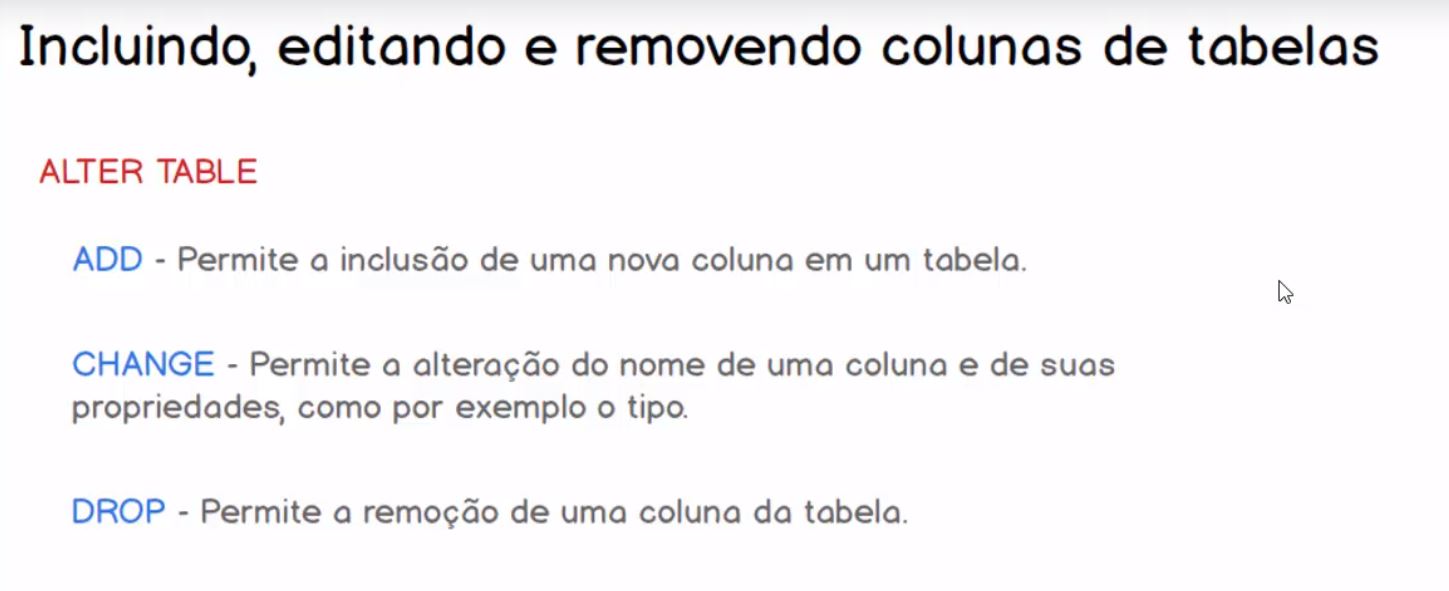 Incluindo, editando e removendo colunas de tabelas
ALTER TABLE
ADD - Permite a inclusão de uma nova coluna em um tabela.
CHANGE - Permite a alteração do nome de uma coluna e de suas
propriedades, como por exemplo o tipo.
DROP - Permite a remoção de uma coluna da tabela.